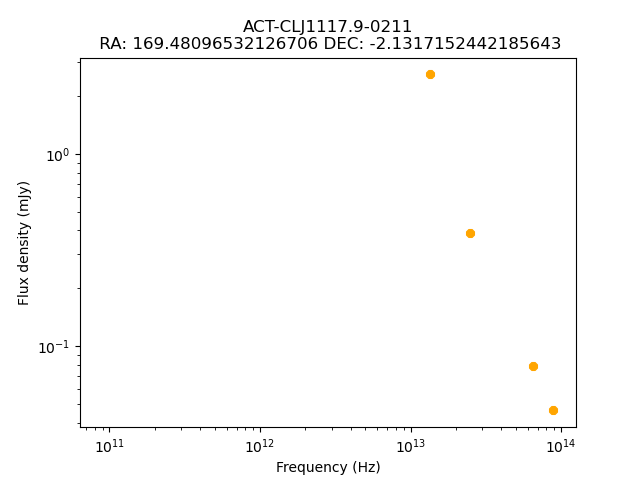 ACT-CLJ1117.9-0211
RA: 169.48096532126706 DEC: -2.1317152442185643
10⁰
10⁻¹
Flux density (mJy)
10¹¹ 10¹² 10¹³ 10¹⁴
Frequency (Hz)